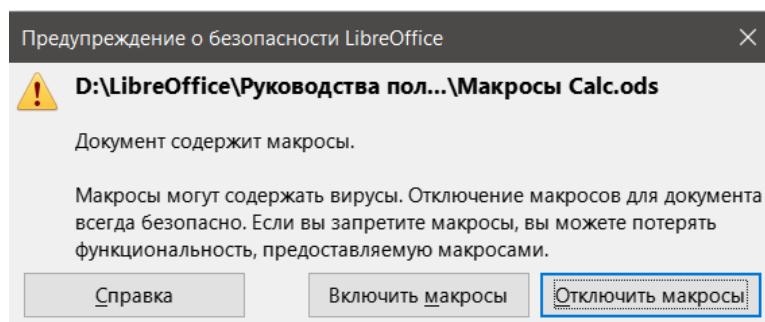 Предупреждение о безопасности LibreOffice
D:\LibreOffice\Руководства пол...\Макросы Calc.ods
Документ содержит макросы.
Макросы могут содержать вирусы. Отключение макросов для документа
всегда безопасно. Если вы запретите макросы, вы можете потерять
функциональность, предоставляемую макросами.
Справка
Включить макросы
Отключить макросы